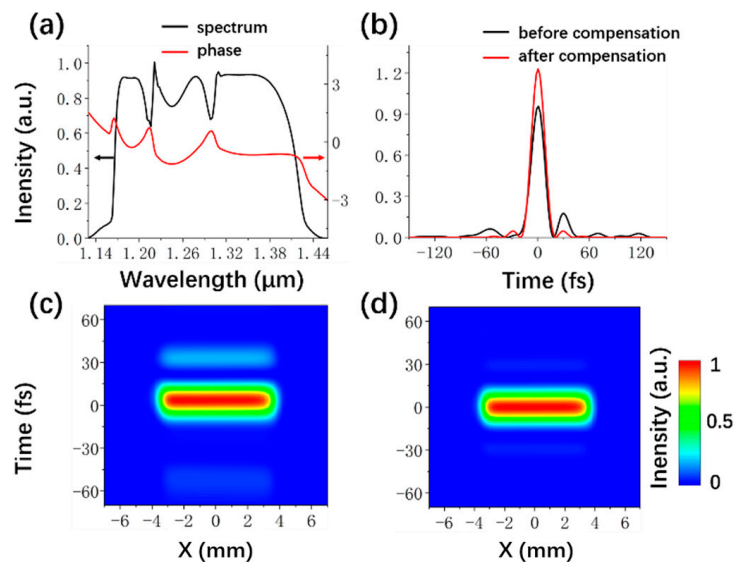 (a)
spectrum
phase
1.0
0.8
0.6
0.4
0.2
0.0
3
0
-3
1.14 1.20 1.26 1.32 1.38 1.44
Inensity (a.u.)
Wavelength (μm)
(b)
before compensation
after compensation
1.2
0.9
0.6
0.3
0.0
-120 -60 0 60 120
Time (fs)
(c)
60
30
0
-30
-60
-6 -4 -2 0 2 4 6
Time (fs)
X (mm)
(d)
60
30
0
-30
-60
-6 -4 -2 0 2 4 6
X (mm)
Inensity (a.u.)
1
0.5
0